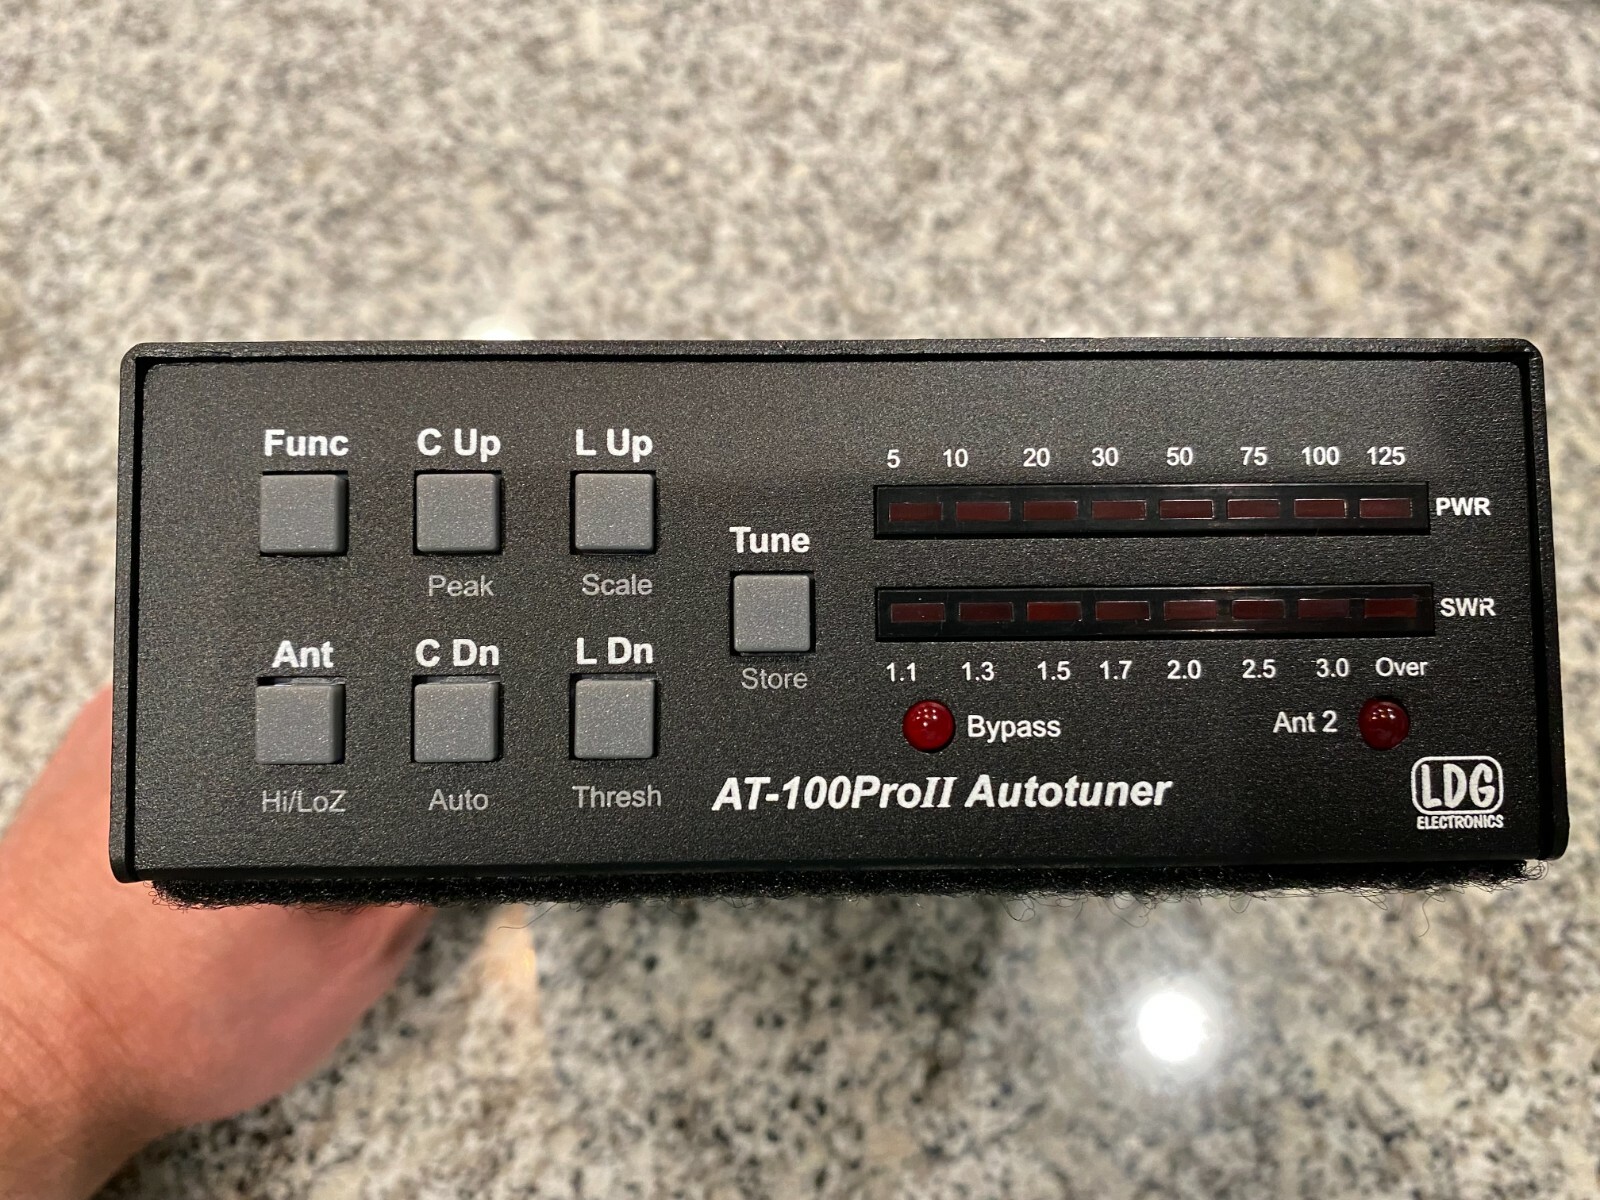 Func C Up L Up
Peak Scale
Ant C Dn L Dn
Hi/LoZ Auto Thresh
Tune
Store
5 10 20 30 50 75 100 125
PWR
SWR
1.1 1.3 1.5 1.7 2.0 2.5 3.0 Over
Bypass Ant 2
AT-100ProII Autotuner
LDG
ELECTRONICS